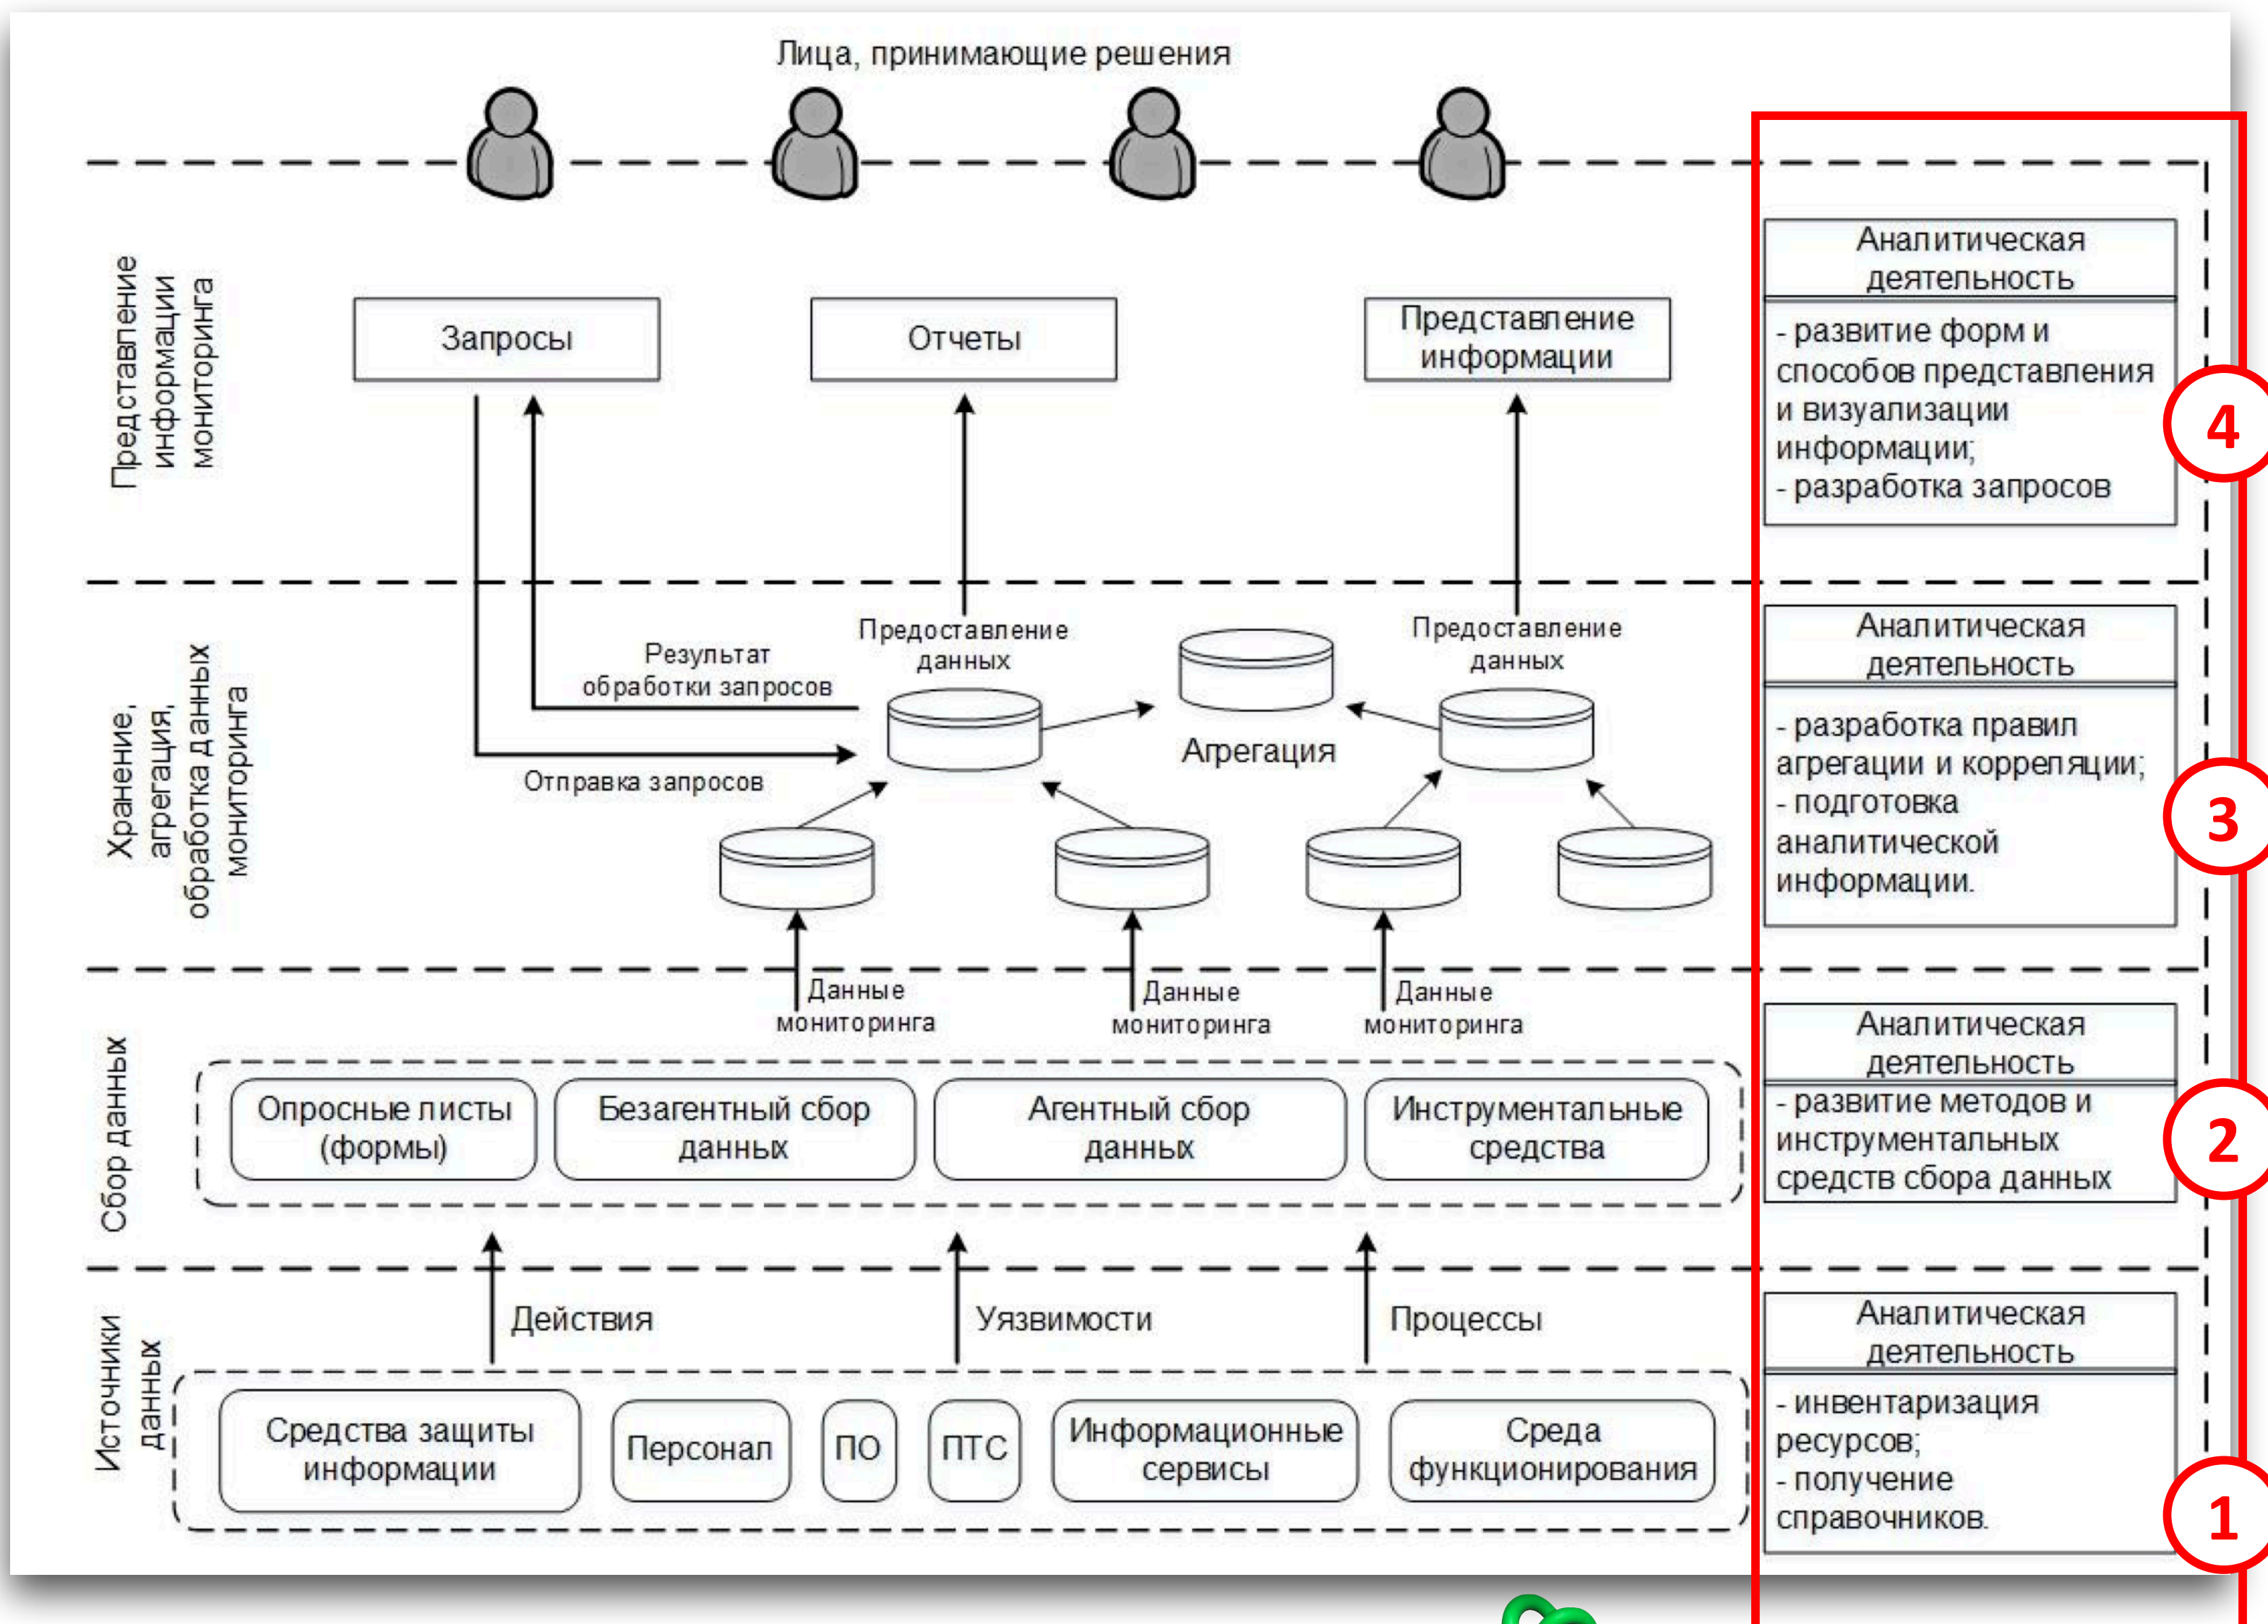 Лица, принимающие решения
Представление
информации
мониторинга
Запросы
Отчеты
Представление
информации
Аналитическая
деятельность
- развитие форм и
способов представления
и визуализации
информации;
- разработка запросов
4
Хранение,
агрегация,
обработка данных
мониторинга
Результат
обработки запросов
Отправка запросов
Предоставление
данных
Агрегация
Предоставление
данных
Аналитическая
деятельность
- разработка правил
агрегации и корреляции;
- подготовка
аналитической
информации.
3
Сбор данных
Данные
мониторинга
Данные
мониторинга
Данные
мониторинга
Опросные листы
(формы)
Безагентный сбор
данных
Агентный сбор
данных
Инструментальные
средства
Аналитическая
деятельность
- развитие методов и
инструментальных
средств сбора данных
2
Источники
данных
Действия
Уязвимости
Процессы
Средства защиты
информации
Персонал
ПО
ПТС
Информационные
сервисы
Среда
функционирования
Аналитическая
деятельность
- инвентаризация
ресурсов;
- получение
справочников.
1